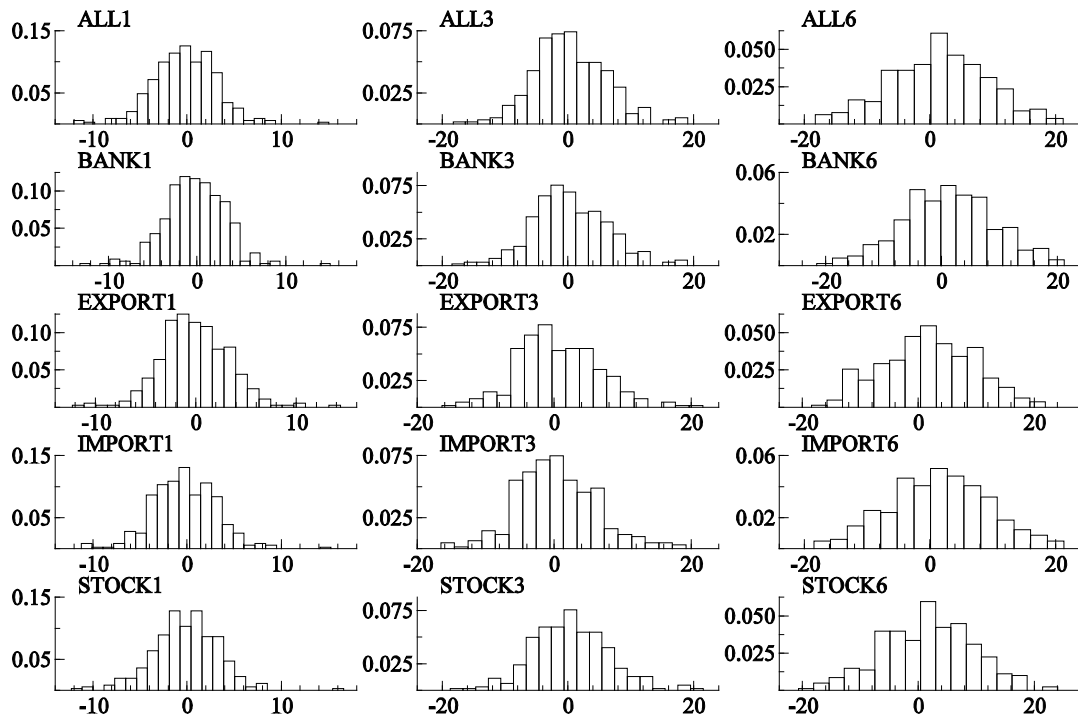 ALL1 ALL3 ALL6
0.15 0.075 0.050
0.05 0.025 0.025
-10 0 10 -20 0 20 -20 0 20
BANK1 BANK3 BANK6
0.10 0.075 0.06
0.05 0.025 0.02
-10 0 10 -20 0 20 -20 0 20
EXPORT1 EXPORT3 EXPORT6
0.10 0.075 0.050
0.05 0.025 0.025
-10 0 10 -20 0 20 -20 0 20
IMPORT1 IMPORT3 IMPORT6
0.15 0.075 0.06
0.05 0.025 0.02
-10 0 10 -20 0 20 -20 0 20
STOCK1 STOCK3 STOCK6
0.15 0.075 0.050
0.05 0.025 0.025
-10 0 10 -20 0 20 -20 0 20